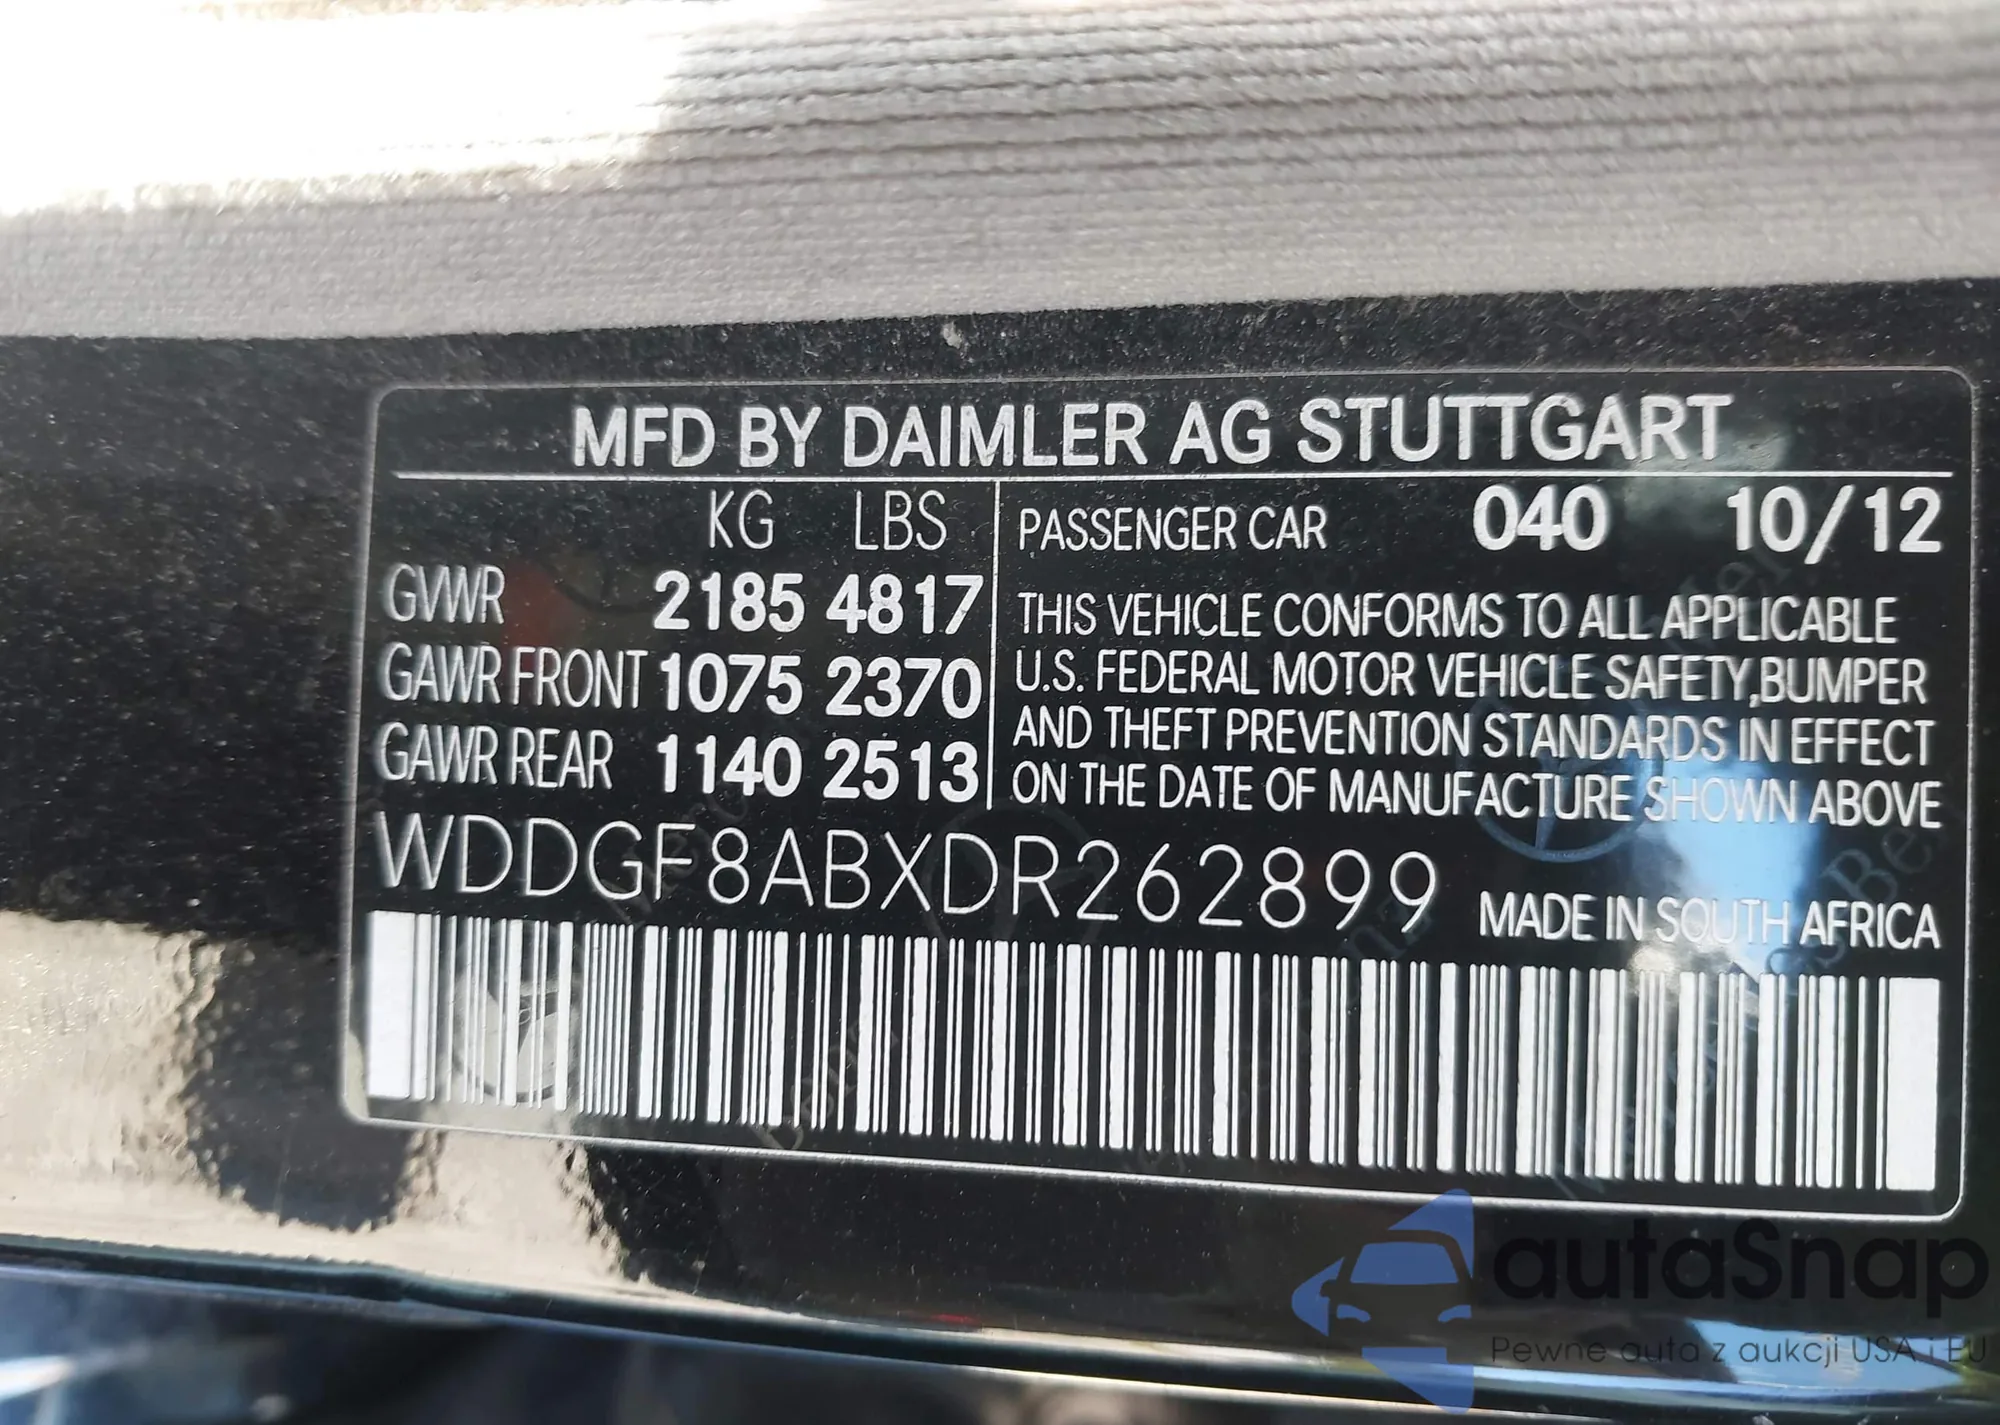 MFD BY DAIMLER AG STUTTGART
KG LBS
GVWR 2185 4817
GAWR FRONT 1075 2370
GAWR REAR 1140 2513
PASSENGER CAR 040 10/12
THIS VEHICLE CONFORMS TO ALL APPLICABLE
U.S. FEDERAL MOTOR VEHICLE SAFETY,BUMPER
AND THEFT PREVENTION STANDARDS IN EFFECT
ON THE DATE OF MANUFACTURE SHOWN ABOVE
WDDGF8ABXDR262899
MADE IN SOUTH AFRICA
autaSnap
Pewne auta z aukcji USA i EU